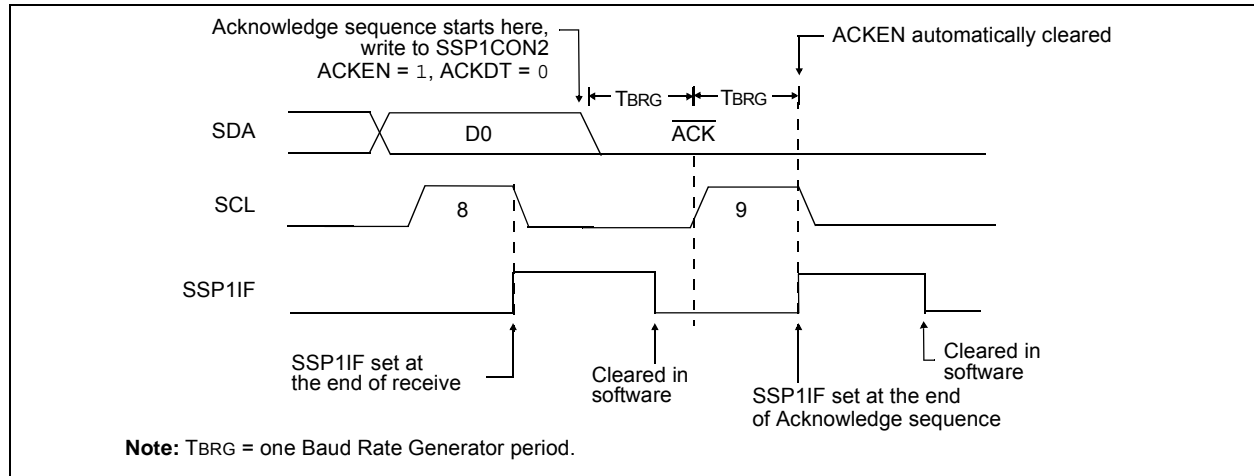 Acknowledge sequence starts here,
write to SSP1CON2
ACKEN = 1, ACKDT = 0
ACKEN automatically cleared
TBRG
TBRG
SDA
D0
ACK
SCL
8
9
SSP1IF
SSP1IF set at
the end of receive
Cleared in
software
SSP1IF set at the end
of Acknowledge sequence
Cleared in
software
Note: TBRG = one Baud Rate Generator period.